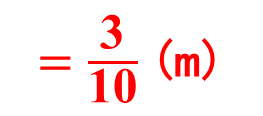 = 3/10 (m)